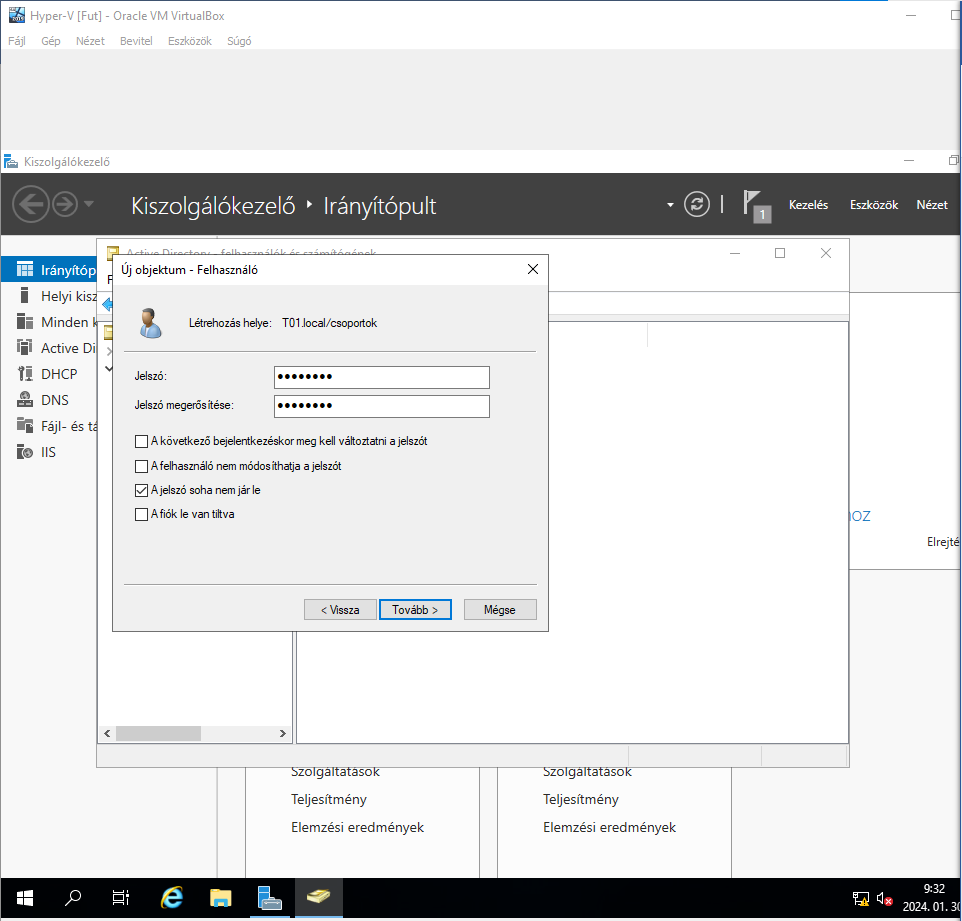 Hyper-V [Fut] - Oracle VM VirtualBox
Fájl Gép Nézet Bevitel Eszközök Súgó
Kiszolgálókezelő
Kiszolgálókezelő Irányítópult
1 Kezelés Eszközök Nézet
Active Directory - felhasználók és számítógépek
Új objektum - Felhasználó
Irányítóp
F
Helyi kisz
Minden k
Active Di
DHCP
DNS
Fájl- és tá
IIS
Létrehozás helye: T01.local/csoportok
Jelszó: ●●●●●●●●
Jelszó megerősítése: ●●●●●●●●
A következő bejelentkezéskor meg kell változtatni a jelszót
A felhasználó nem módosíthatja a jelszót
A jelszó soha nem jár le
A fiók le van tiltva
< Vissza Tovább > Mégse
HOZ
Elrejté
Szolgáltatások Szolgáltatások
Teljesítmény Teljesítmény
Elemzési eredmények Elemzési eredmények
9:32
2024. 01. 30